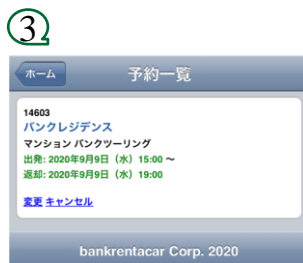 ③
ホーム 予約一覧
14603
バンクレジデンス
マンション バンクツーリング
出発: 2020年9月9日（水）15:00 〜
返却: 2020年9月9日（水）19:00
変更 キャンセル
bankrentacar Corp. 2020